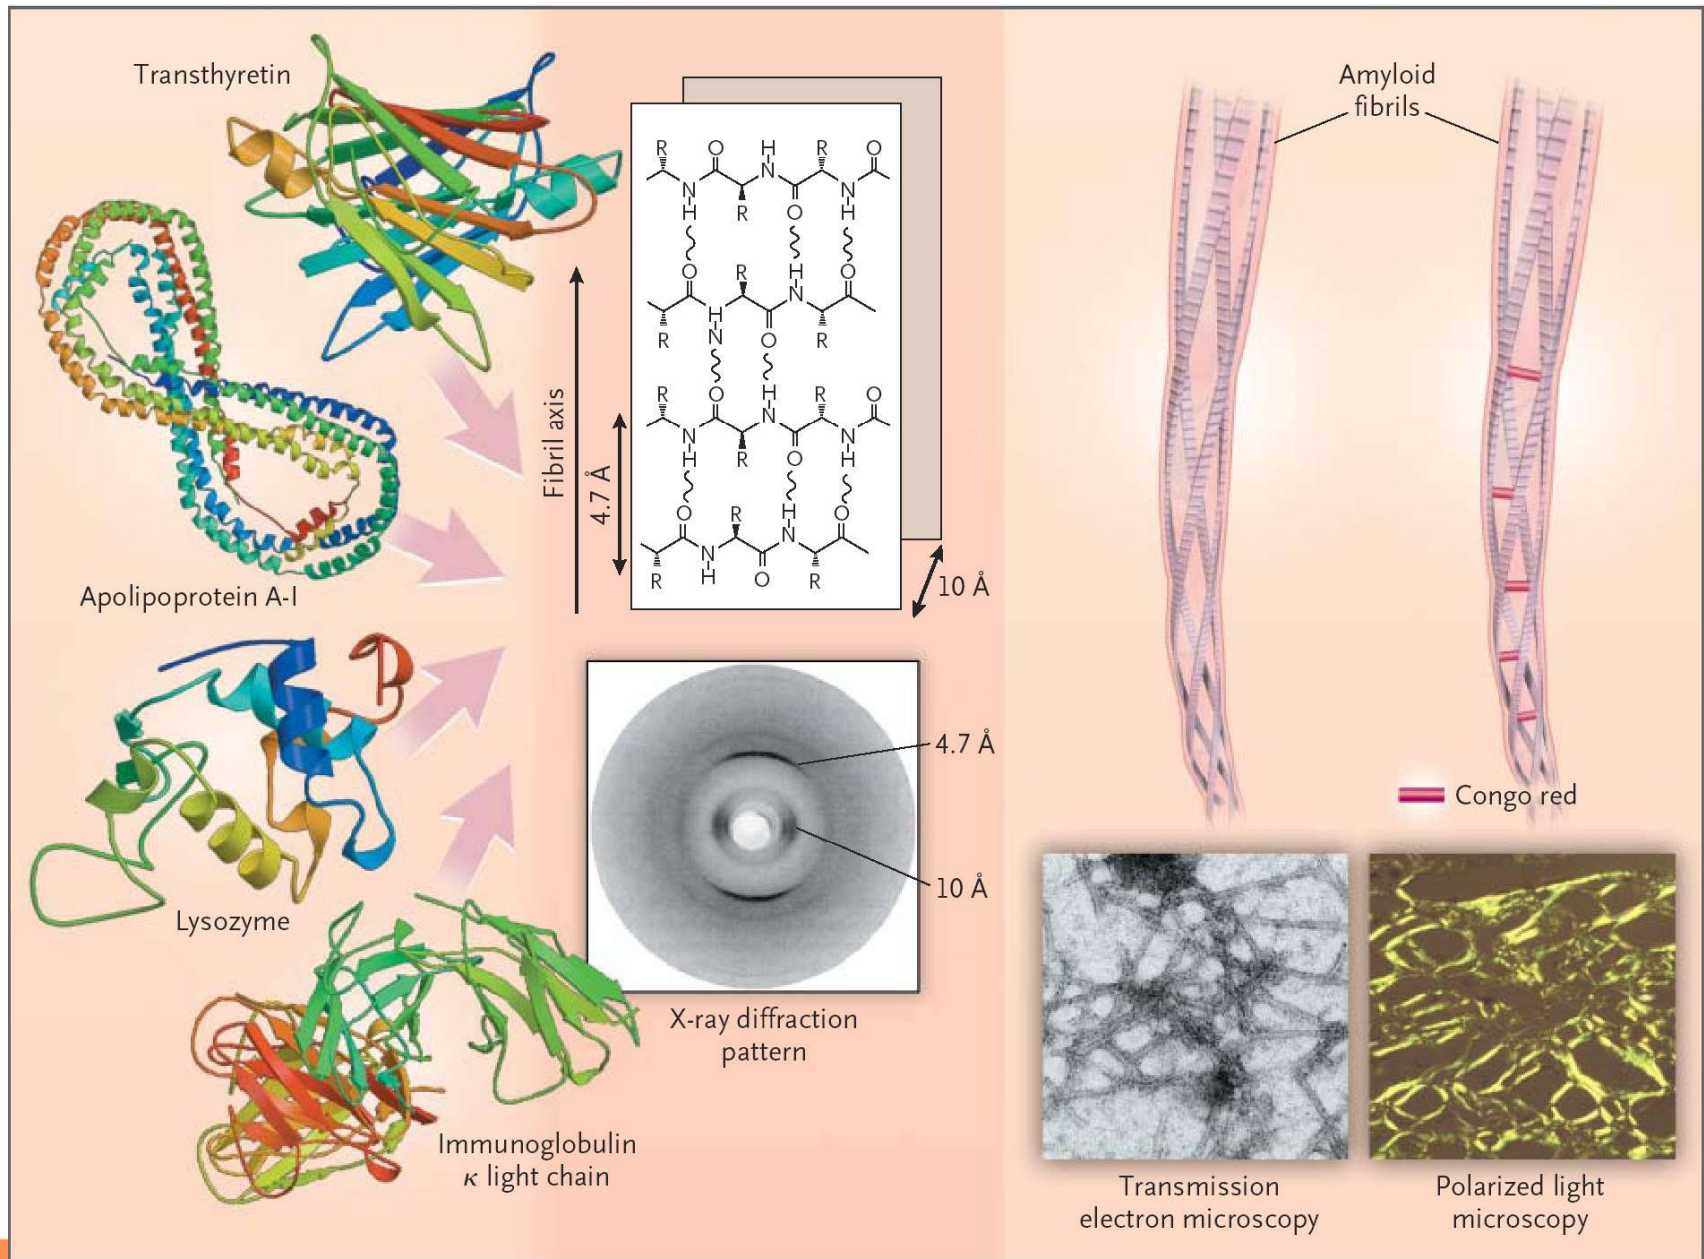 Transthyretin
Apolipoprotein A-I
Lysozyme
Immunoglobulin
κ light chain
Fibril axis
4.7 Å
R
O
H
R
O
N
N
N
H
R
O
H
O
R
H
O
N
N
R
H
N
O
R
R
O
H
R
O
N
N
N
H
R
O
H
O
R
H
O
N
N
R
H
O
R
10 Å
4.7 Å
10 Å
X-ray diffraction
pattern
Amyloid
fibrils
Congo red
Transmission
electron microscopy
Polarized light
microscopy